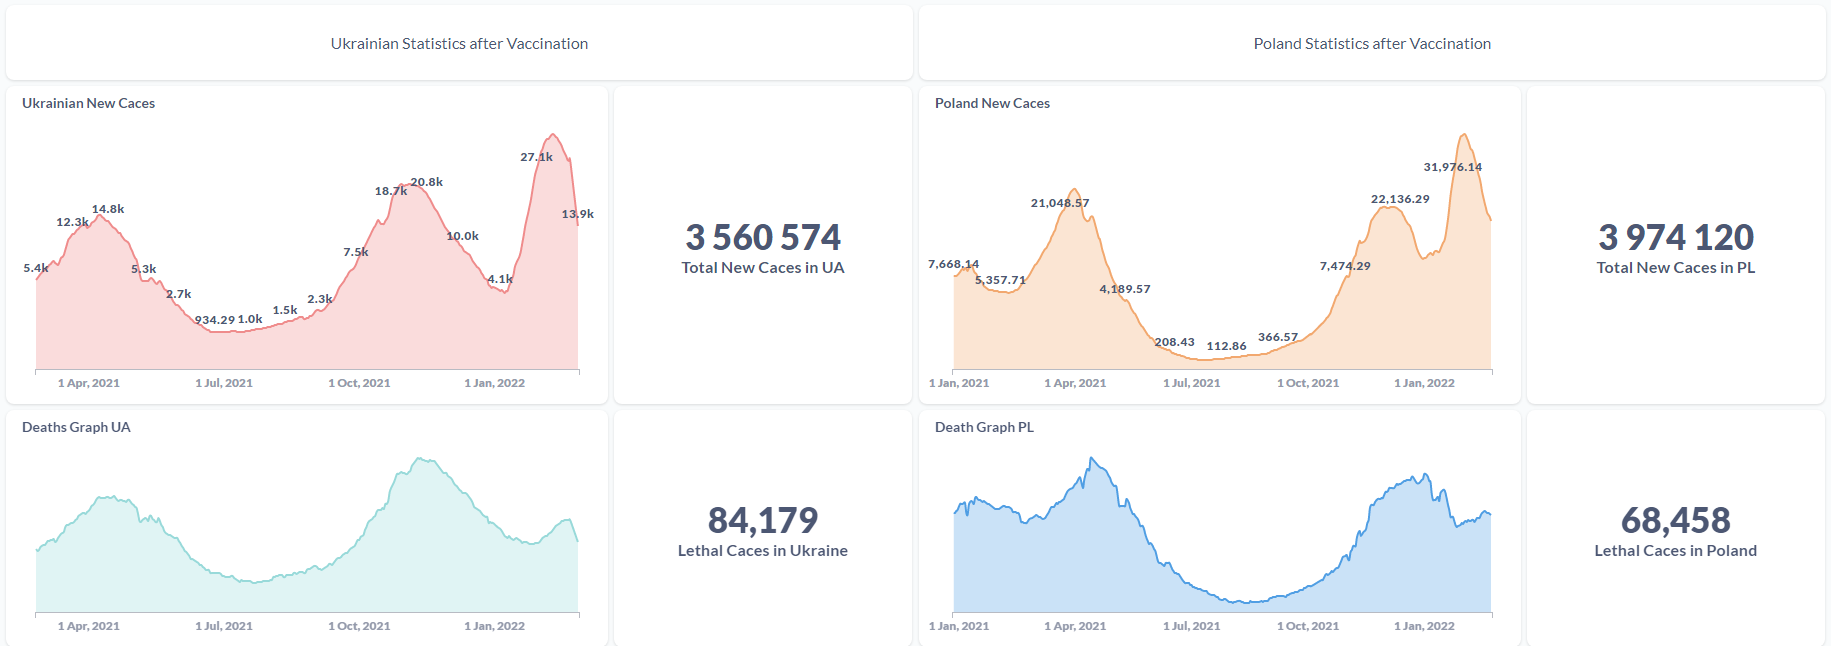 Ukrainian Statistics after Vaccination
Poland Statistics after Vaccination
Ukrainian New Caces
27.1k
20.8k
18.7k
14.8k
12.3k
13.9k
10.0k
7.5k
5.4k
5.3k
4.1k
2.7k
2.3k
1.5k
934.29 1.0k
1 Apr, 2021 1 Jul, 2021 1 Oct, 2021 1 Jan, 2022
3 560 574
Total New Caces in UA
Poland New Caces
31,976.14
21,048.57
22,136.29
7,668.14
7,474.29
5,357.71
4,189.57
208.43
112.86
366.57
1 Jan, 2021 1 Apr, 2021 1 Jul, 2021 1 Oct, 2021 1 Jan, 2022
3 974 120
Total New Caces in PL
Deaths Graph UA
1 Apr, 2021 1 Jul, 2021 1 Oct, 2021 1 Jan, 2022
84,179
Lethal Caces in Ukraine
Death Graph PL
1 Jan, 2021 1 Apr, 2021 1 Jul, 2021 1 Oct, 2021 1 Jan, 2022
68,458
Lethal Caces in Poland